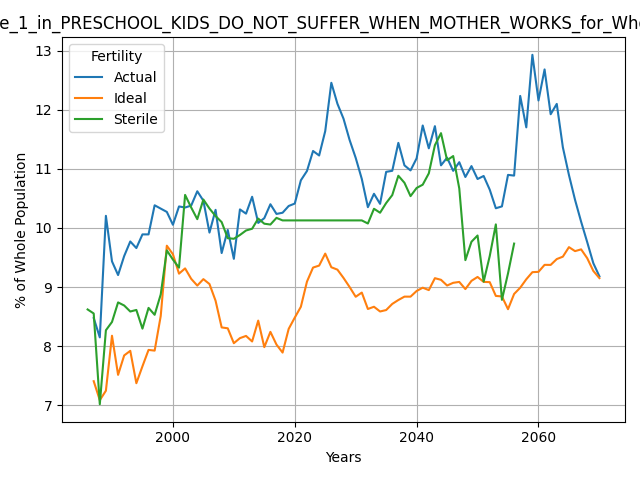 e_1_in_PRESCHOOL_KIDS_DO_NOT_SUFFER_WHEN_MOTHER_WORKS_for_Who
Fertility
Actual
Ideal
Sterile
% of Whole Population
13
12
11
10
9
8
7
2000
2020
2040
2060
Years